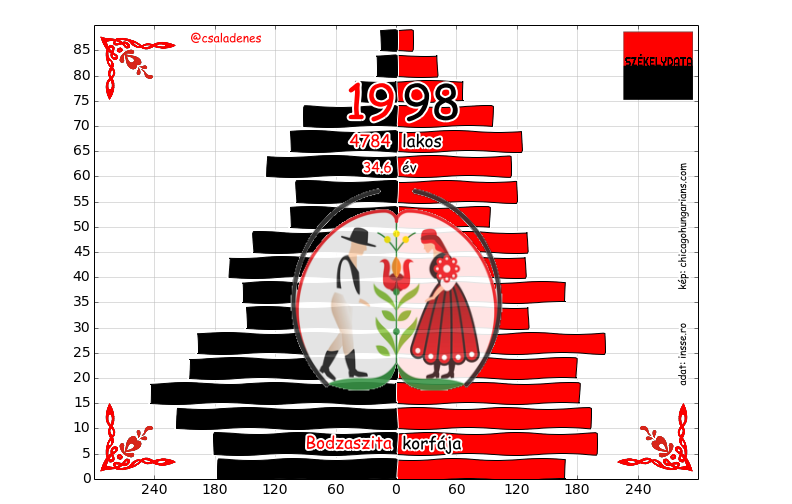 @csaladenes
SZÉKELYDATA
1998
4784 lakos
34.6 év
kép: chicagohungarians.com
adat: insse.ro
Bodzaszita korfája
85
80
75
70
65
60
55
50
45
40
35
30
25
20
15
10
5
0
240 180 120 60 0 60 120 180 240